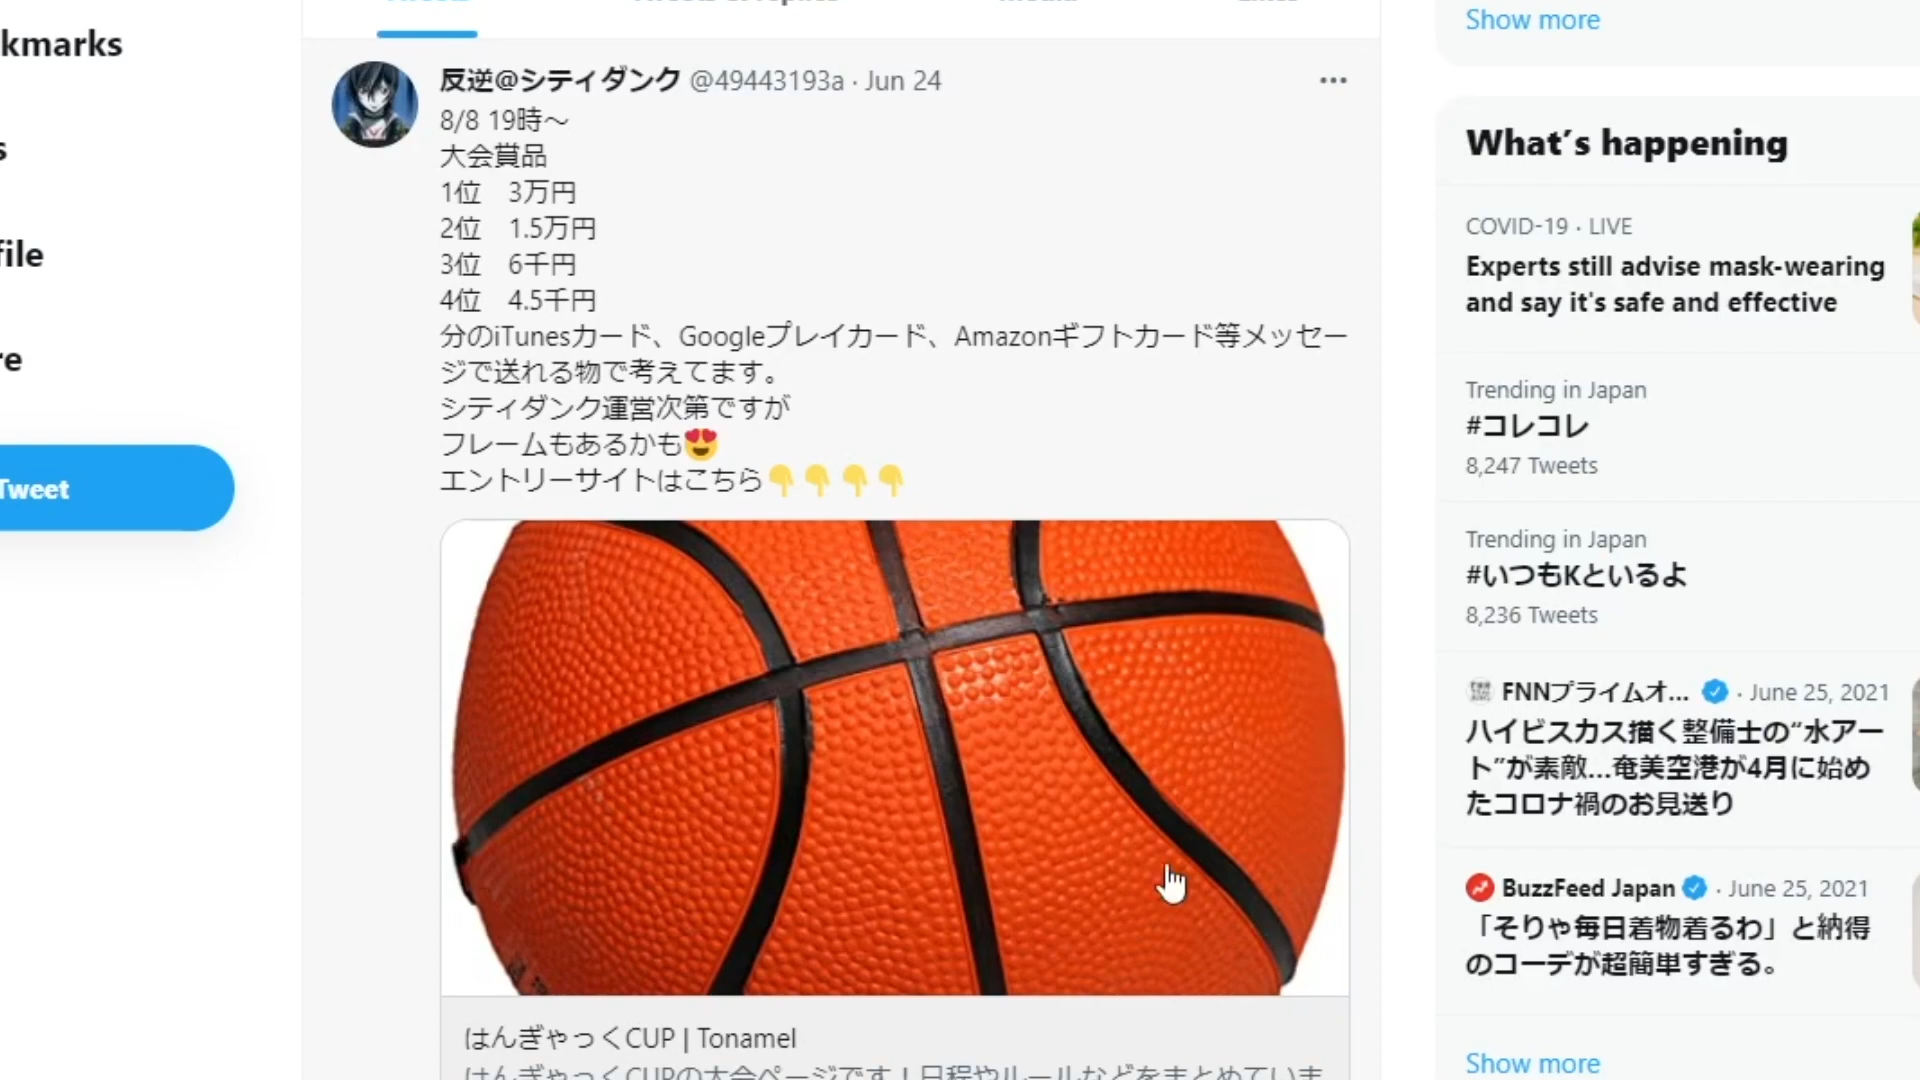 kmarks
s
file
re
Tweet
反逆@シティダンク @49443193a · Jun 24
8/8 19時～
大会賞品
1位　3万円
2位　1.5万円
3位　6千円
4位　4.5千円
分のiTunesカード、Googleプレイカード、Amazonギフトカード等メッセー
ジで送れる物で考えてます。
シティダンク運営次第ですが
フレームもあるかも😍
エントリーサイトはこちら👇👇👇👇
はんぎゃっくCUP | Tonamel
はんぎゃっくCUPの大会ページです！日程やルールなどをまとめていま
Show more
What's happening
COVID-19 · LIVE
Experts still advise mask-wearing
and say it's safe and effective
Trending in Japan
#コレコレ
8,247 Tweets
Trending in Japan
#いつもKといるよ
8,236 Tweets
FNNプライムオ... · June 25, 2021
ハイビスカス描く整備士の“水アー
ト”が素敵...奄美空港が4月に始め
たコロナ禍のお見送り
BuzzFeed Japan · June 25, 2021
「そりゃ毎日着物着るわ」と納得
のコーデが超簡単すぎる。
Show more